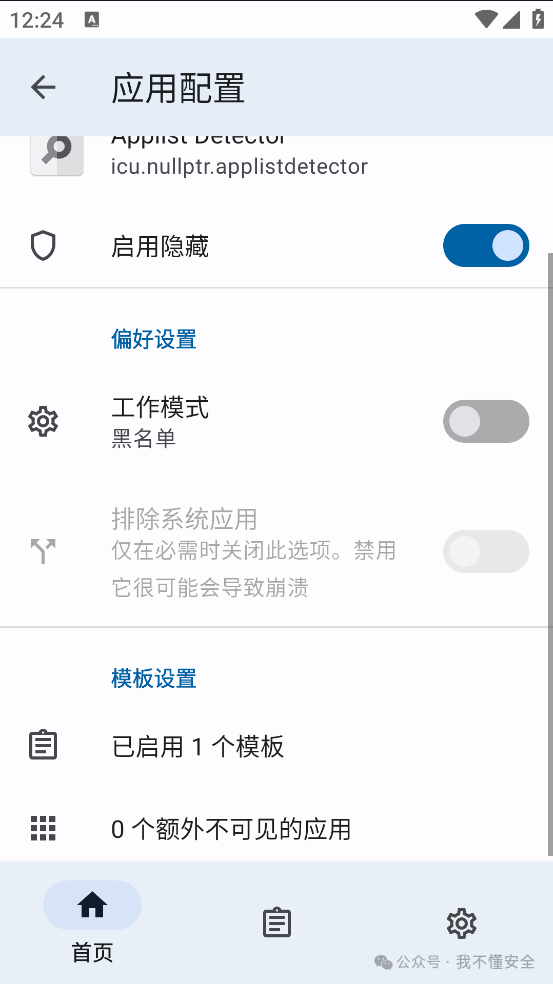 12:24
A
应用配置
Applist Detector
icu.nullptr.applistdetector
启用隐藏
偏好设置
工作模式
黑名单
排除系统应用
仅在必需时关闭此选项。禁用
它很可能会导致崩溃
模板设置
已启用 1 个模板
0 个额外不可见的应用
首页
公众号 · 我不懂安全